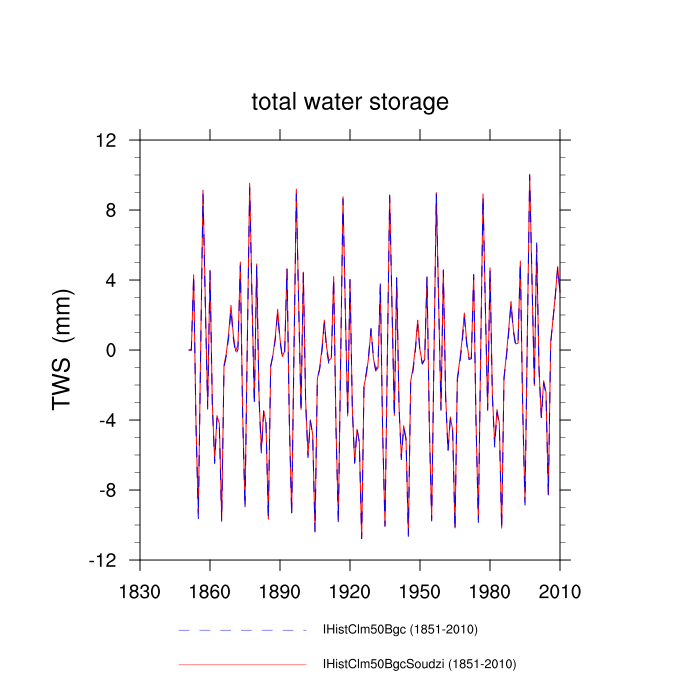 total water storage
TWS (mm)
12
8
4
0
-4
-8
-12
1830 1860 1890 1920 1950 1980 2010
IHistClm50Bgc (1851-2010)
IHistClm50BgcSoudzi (1851-2010)